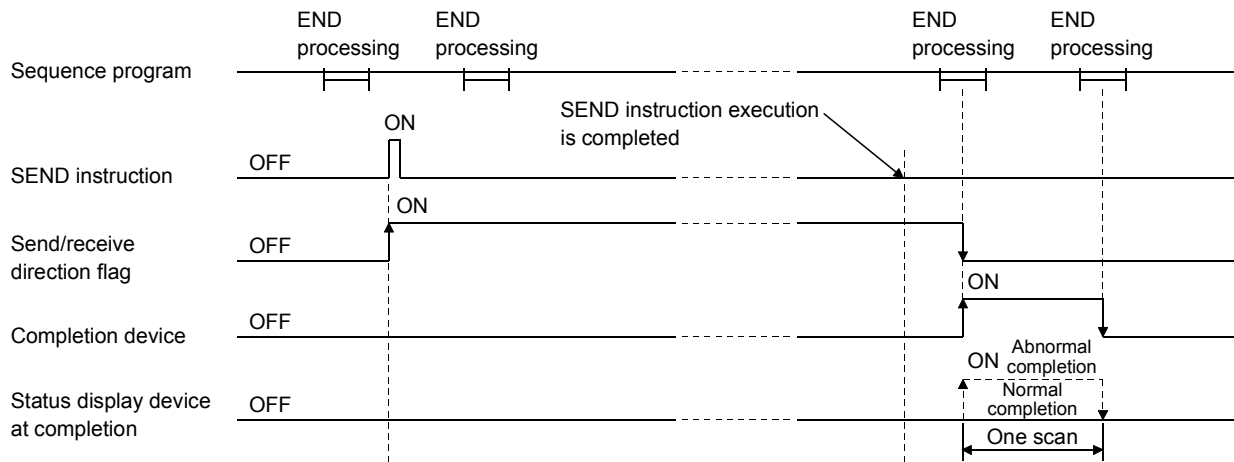 END
processing
END
processing
END
processing
END
processing
Sequence program
SEND instruction execution
is completed
ON
OFF
SEND instruction
ON
Send/receive
direction flag
OFF
ON
Completion device
OFF
ON
Abnormal
completion
Status display device
at completion
OFF
Normal
completion
One scan